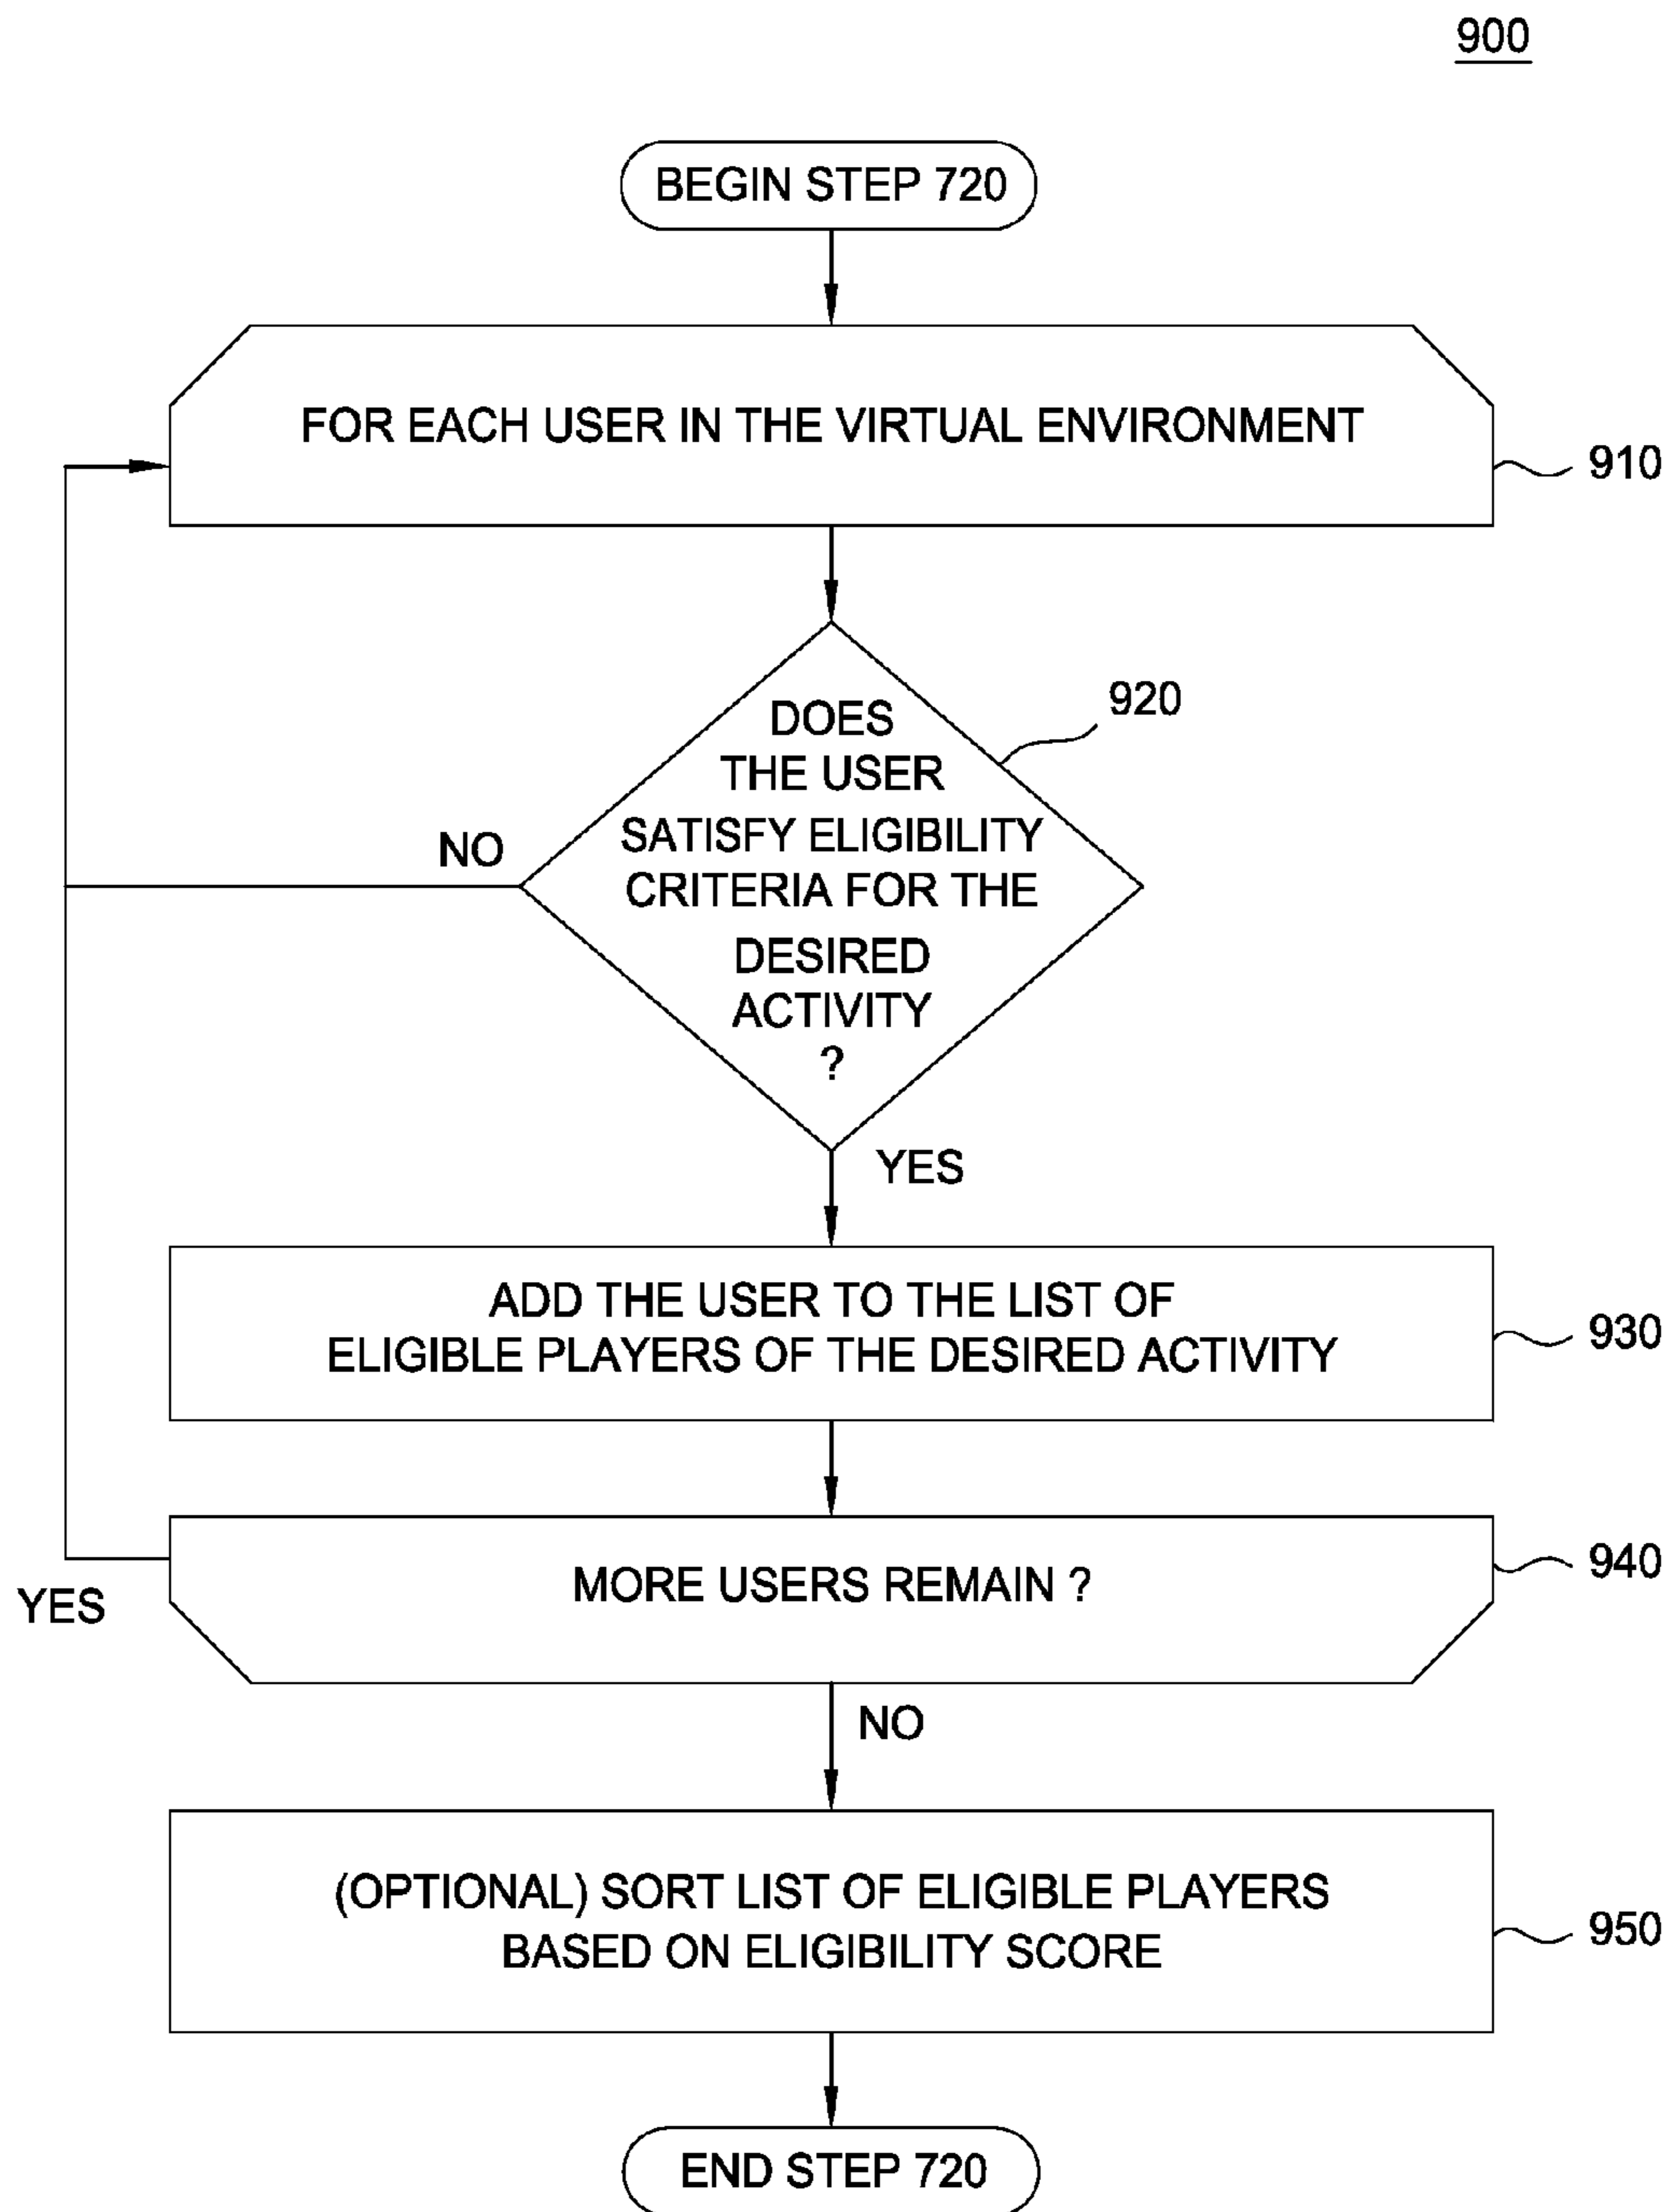 900
BEGIN STEP 720
FOR EACH USER IN THE VIRTUAL ENVIRONMENT
910
920
DOES
THE USER
SATISFY ELIGIBILITY
CRITERIA FOR THE
DESIRED
ACTIVITY
?
NO
YES
ADD THE USER TO THE LIST OF
ELIGIBLE PLAYERS OF THE DESIRED ACTIVITY
930
MORE USERS REMAIN ?
940
YES
NO
(OPTIONAL) SORT LIST OF ELIGIBLE PLAYERS
BASED ON ELIGIBILITY SCORE
950
END STEP 720